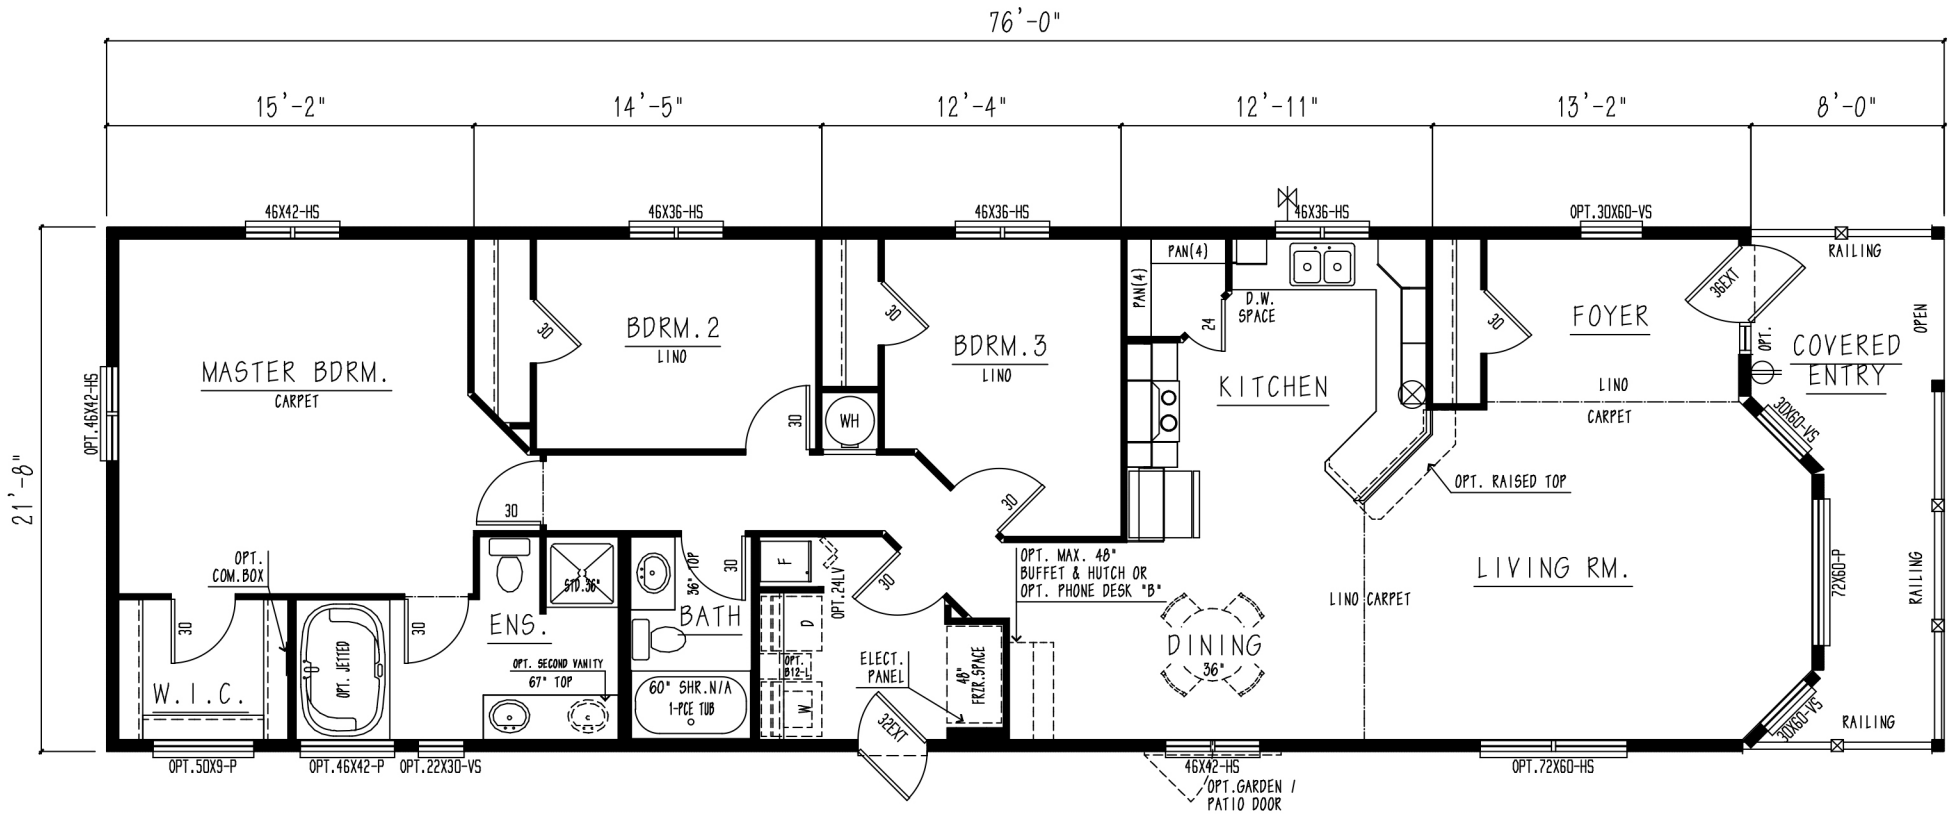 76'-0"
15'-2"
14'-5"
12'-4"
12'-11"
13'-2"
8'-0"
21'-8"
46X42-HS
46X36-HS
46X36-HS
46X36-HS
OPT.30X60-VS
RAILING
PAN(4)
PAN(4)
36EXT
OPEN
D.W.
SPACE
24
30
30
30
30
BDRM.2
LINO
BDRM.3
LINO
FOYER
LINO
CARPET
OPT.
COVERED
ENTRY
MASTER BDRM.
CARPET
OPT.46X42-HS
KITCHEN
WH
30X60-VS
OPT. RAISED TOP
30
30
OPT.
COM.BOX
STD.36"
36" TOP
30
F
OPT.24LV
30
OPT. MAX. 48"
BUFFET & HUTCH OR
OPT. PHONE DESK "B"
LIVING RM.
72X60-P
RAILING
LINO
CARPET
30
30
ENS.
BATH
D
DINING
36"
OPT. JETTED
OPT. SECOND VANITY
67" TOP
OPT.
B12-L
ELECT.
PANEL
48"
FRZR.SPACE
W.I.C.
60" SHR.N/A
1-PCE TUB
W
32EXT
30X60-VS
RAILING
OPT.50X9-P
OPT.46X42-P
OPT.22X30-VS
46X42-HS
OPT.72X60-HS
OPT.GARDEN /
PATIO DOOR